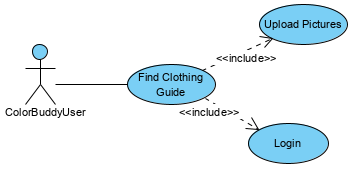 Upload Pictures
<<include>>
Find Clothing
Guide
ColorBuddyUser
<<include>>
Login